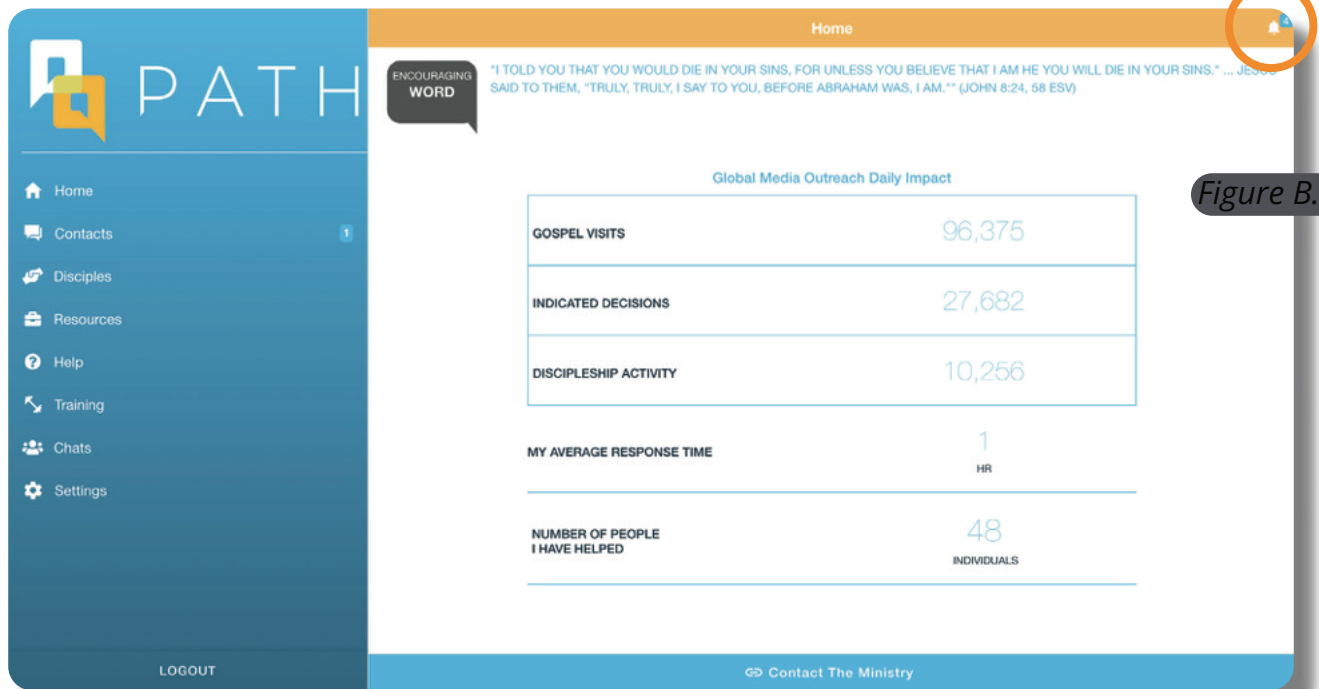 PATH
Home
Contacts 1
Disciples
Resources
Help
Training
Chats
Settings
LOGOUT
Home
4
ENCOURAGING
WORD
"I TOLD YOU THAT YOU WOULD DIE IN YOUR SINS, FOR UNLESS YOU BELIEVE THAT I AM HE YOU WILL DIE IN YOUR SINS." ... JESUS
SAID TO THEM, "TRULY, TRULY, I SAY TO YOU, BEFORE ABRAHAM WAS, I AM."" (JOHN 8:24, 58 ESV)
Global Media Outreach Daily Impact
GOSPEL VISITS 96,375
INDICATED DECISIONS 27,682
DISCIPLESHIP ACTIVITY 10,256
MY AVERAGE RESPONSE TIME 1
HR
NUMBER OF PEOPLE
I HAVE HELPED 48
INDIVIDUALS
Contact The Ministry
Figure B.